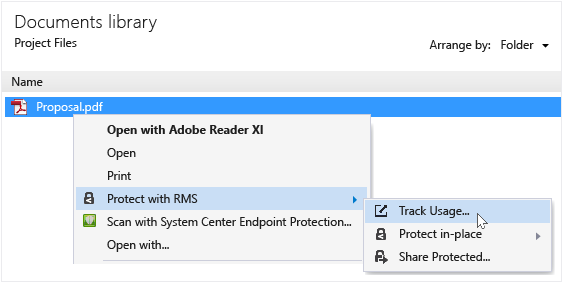 Documents library
Project Files
Arrange by: Folder
Name
Proposal.pdf
Open with Adobe Reader XI
Open
Print
Protect with RMS
Scan with System Center Endpoint Protection...
Open with...
Track Usage...
Protect in-place
Share Protected...